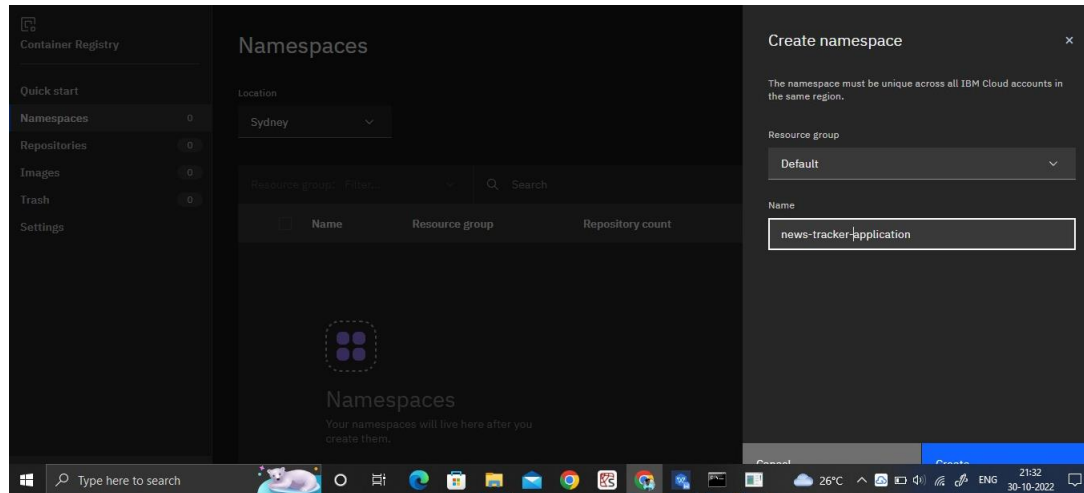 Container Registry
Quick start
Namespaces 0
Repositories 0
Images 0
Trash 0
Settings
Namespaces
Location
Sydney
Resource group: Filter...
Search
Name Resource group Repository count
Namespaces
Your namespaces will live here after you
create them.
Create namespace
The namespace must be unique across all IBM Cloud accounts in
the same region.
Resource group
Default
Name
news-tracker-application
Cancel Create
Type here to search
26°C
ENG
21:32
30-10-2022